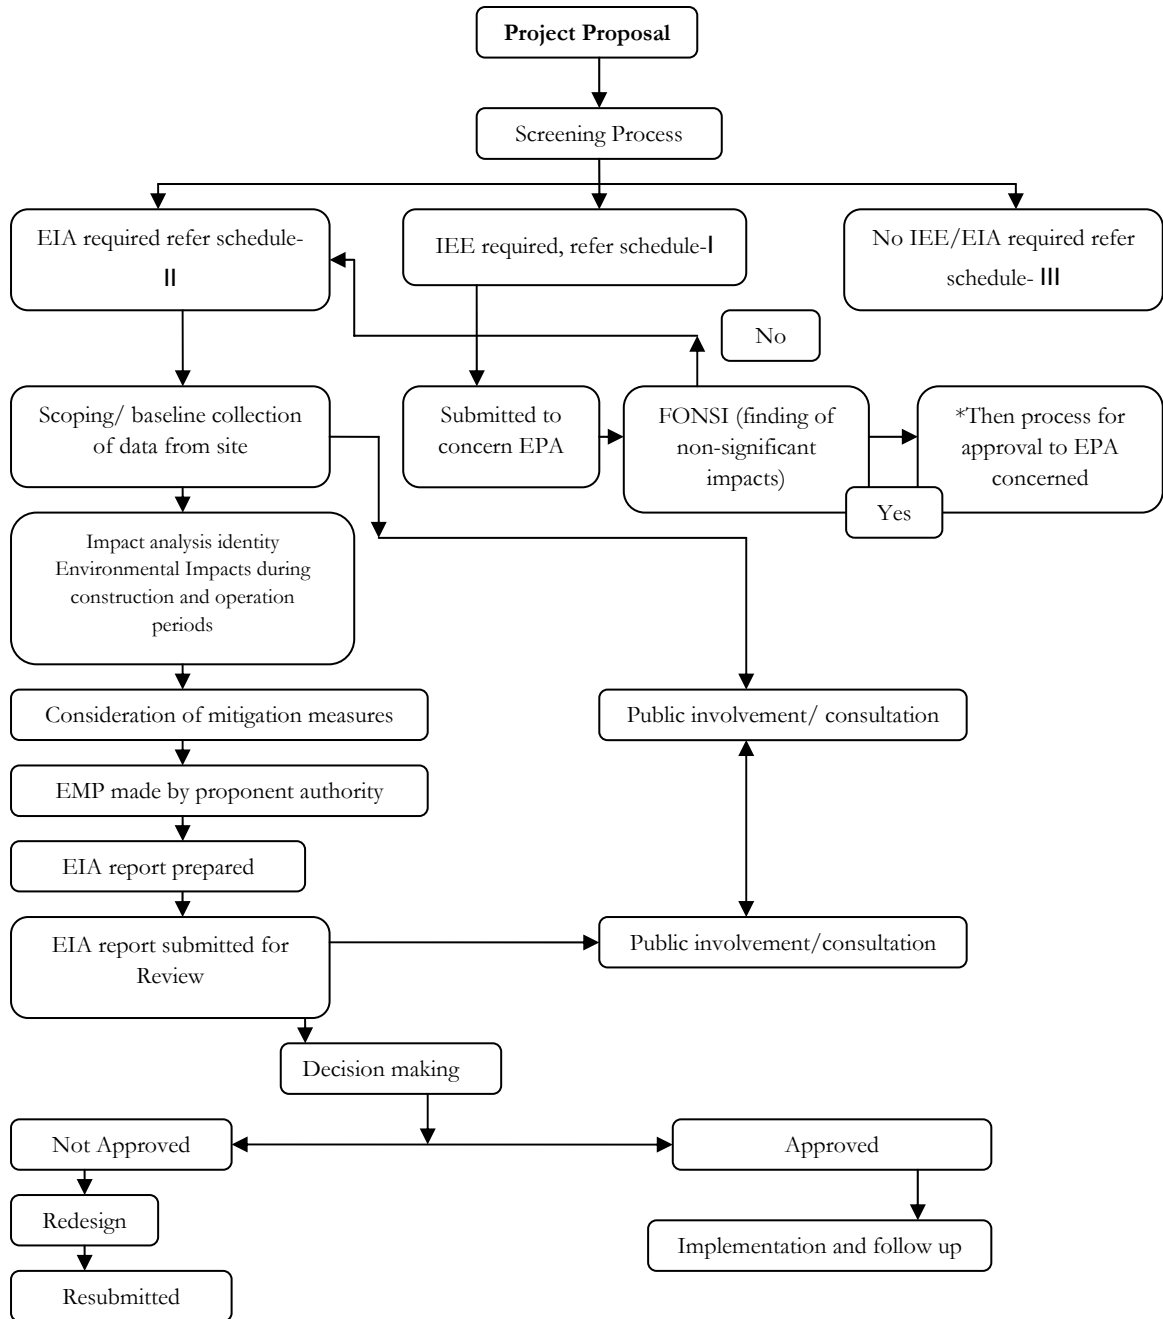 Project Proposal
Screening Process
EIA required refer schedule-
II
IEE required, refer schedule-I
No IEE/EIA required refer
schedule- III
No
Scoping/ baseline collection
of data from site
Submitted to
concern EPA
FONSI (finding of
non-significant
impacts)
*Then process for
approval to EPA
concerned
Yes
Impact analysis identity
Environmental Impacts during
construction and operation
periods
Consideration of mitigation measures
Public involvement/ consultation
EMP made by proponent authority
EIA report prepared
EIA report submitted for
Review
Public involvement/consultation
Decision making
Not Approved
Approved
Redesign
Implementation and follow up
Resubmitted